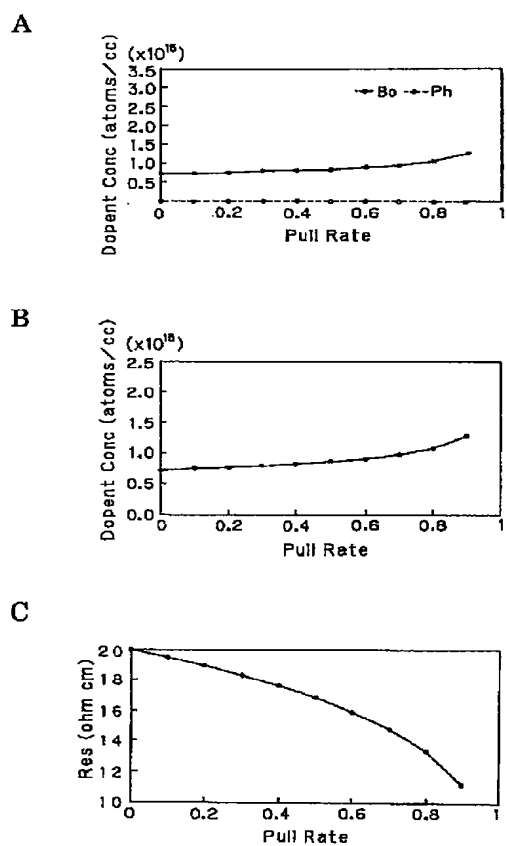 A
(x10¹⁵)
Dopent Conc (atoms/cc)
3.5
3.0
2.5
2.0
1.5
1.0
0.5
Bo Ph
0 0.2 0.4 0.6 0.8 1
Pull Rate
B
(x10¹⁵)
Dopent Conc (atoms/cc)
2.5
2.0
1.5
1.0
0.5
0.0
0 0.2 0.4 0.6 0.8 1
Pull Rate
C
Res (ohm cm)
20
18
16
14
12
10
0 0.2 0.4 0.6 0.8 1
Pull Rate